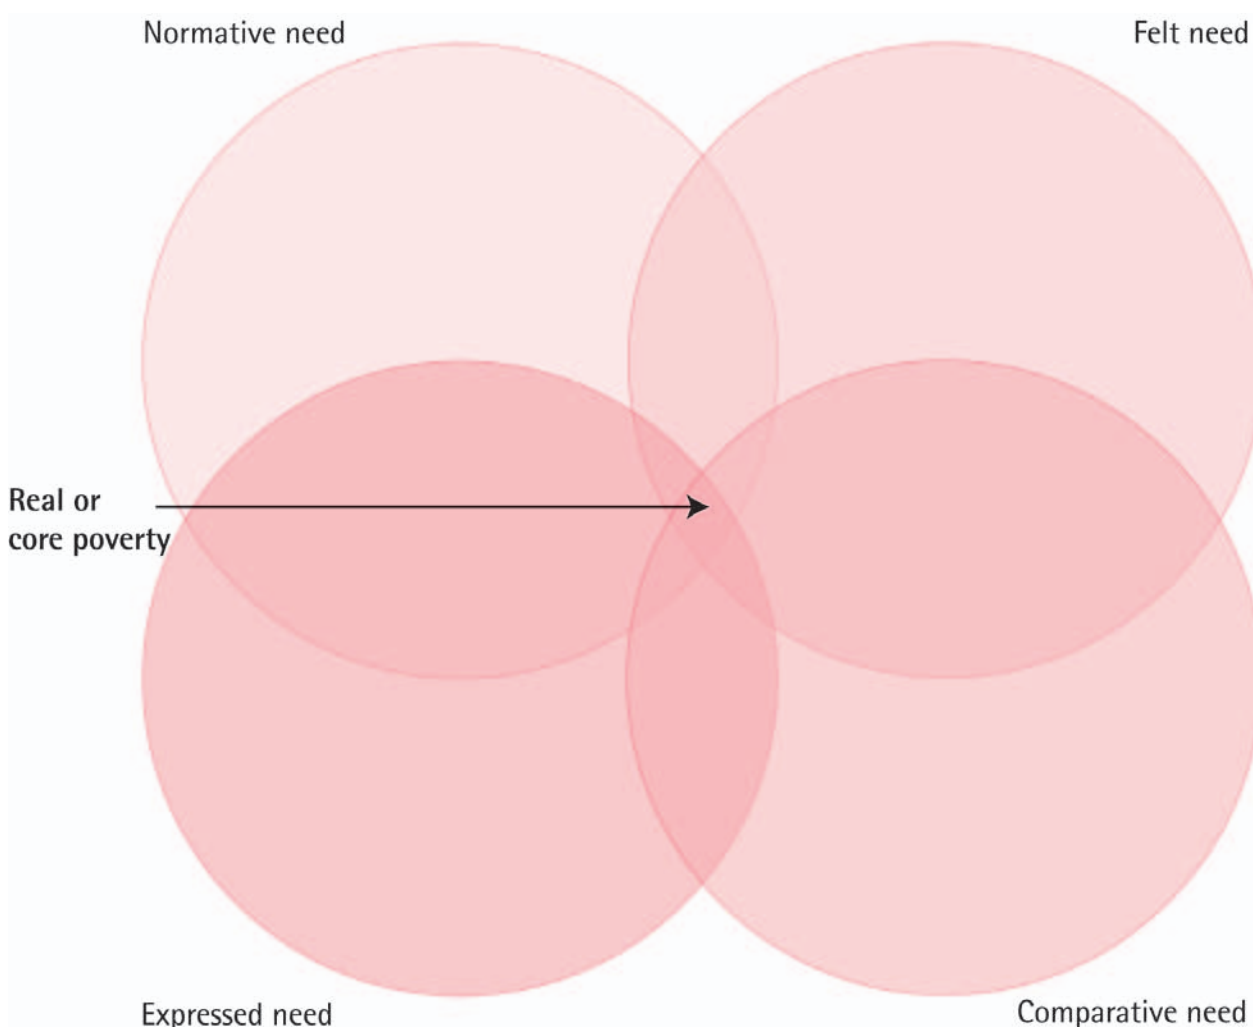 Normative need
Felt need
Real or
core poverty
Expressed need
Comparative need